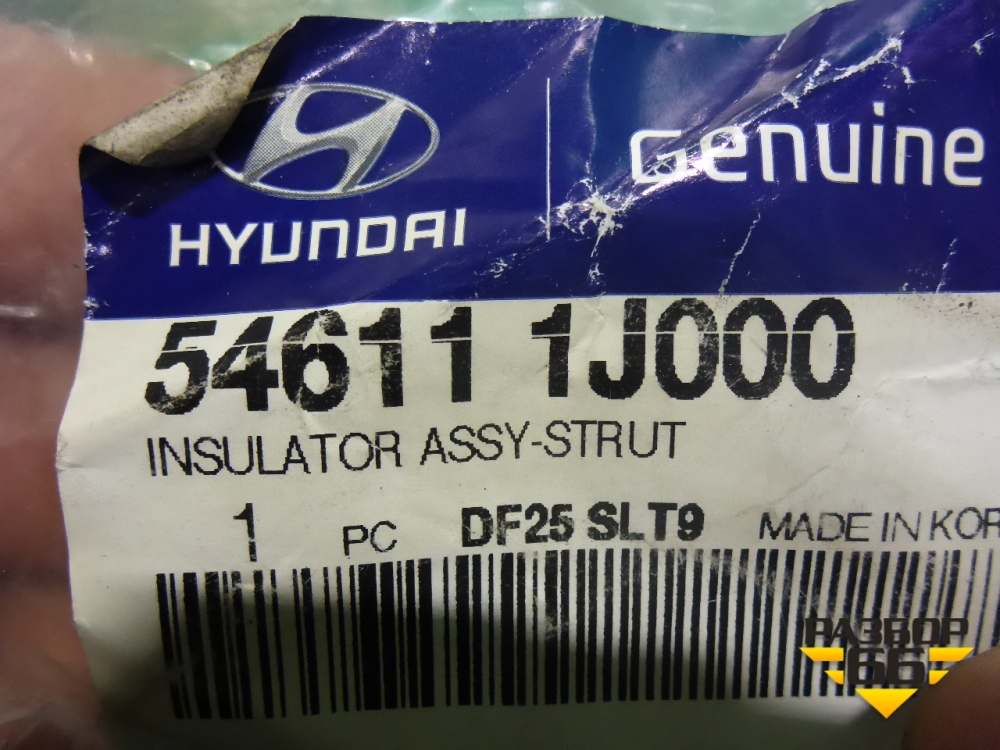 HYUNDAI
Genuine
54611 1J000
INSULATOR ASSY-STRUT
1 PC DF25 SLT9 MADE IN KOR
РАЗБОР
66